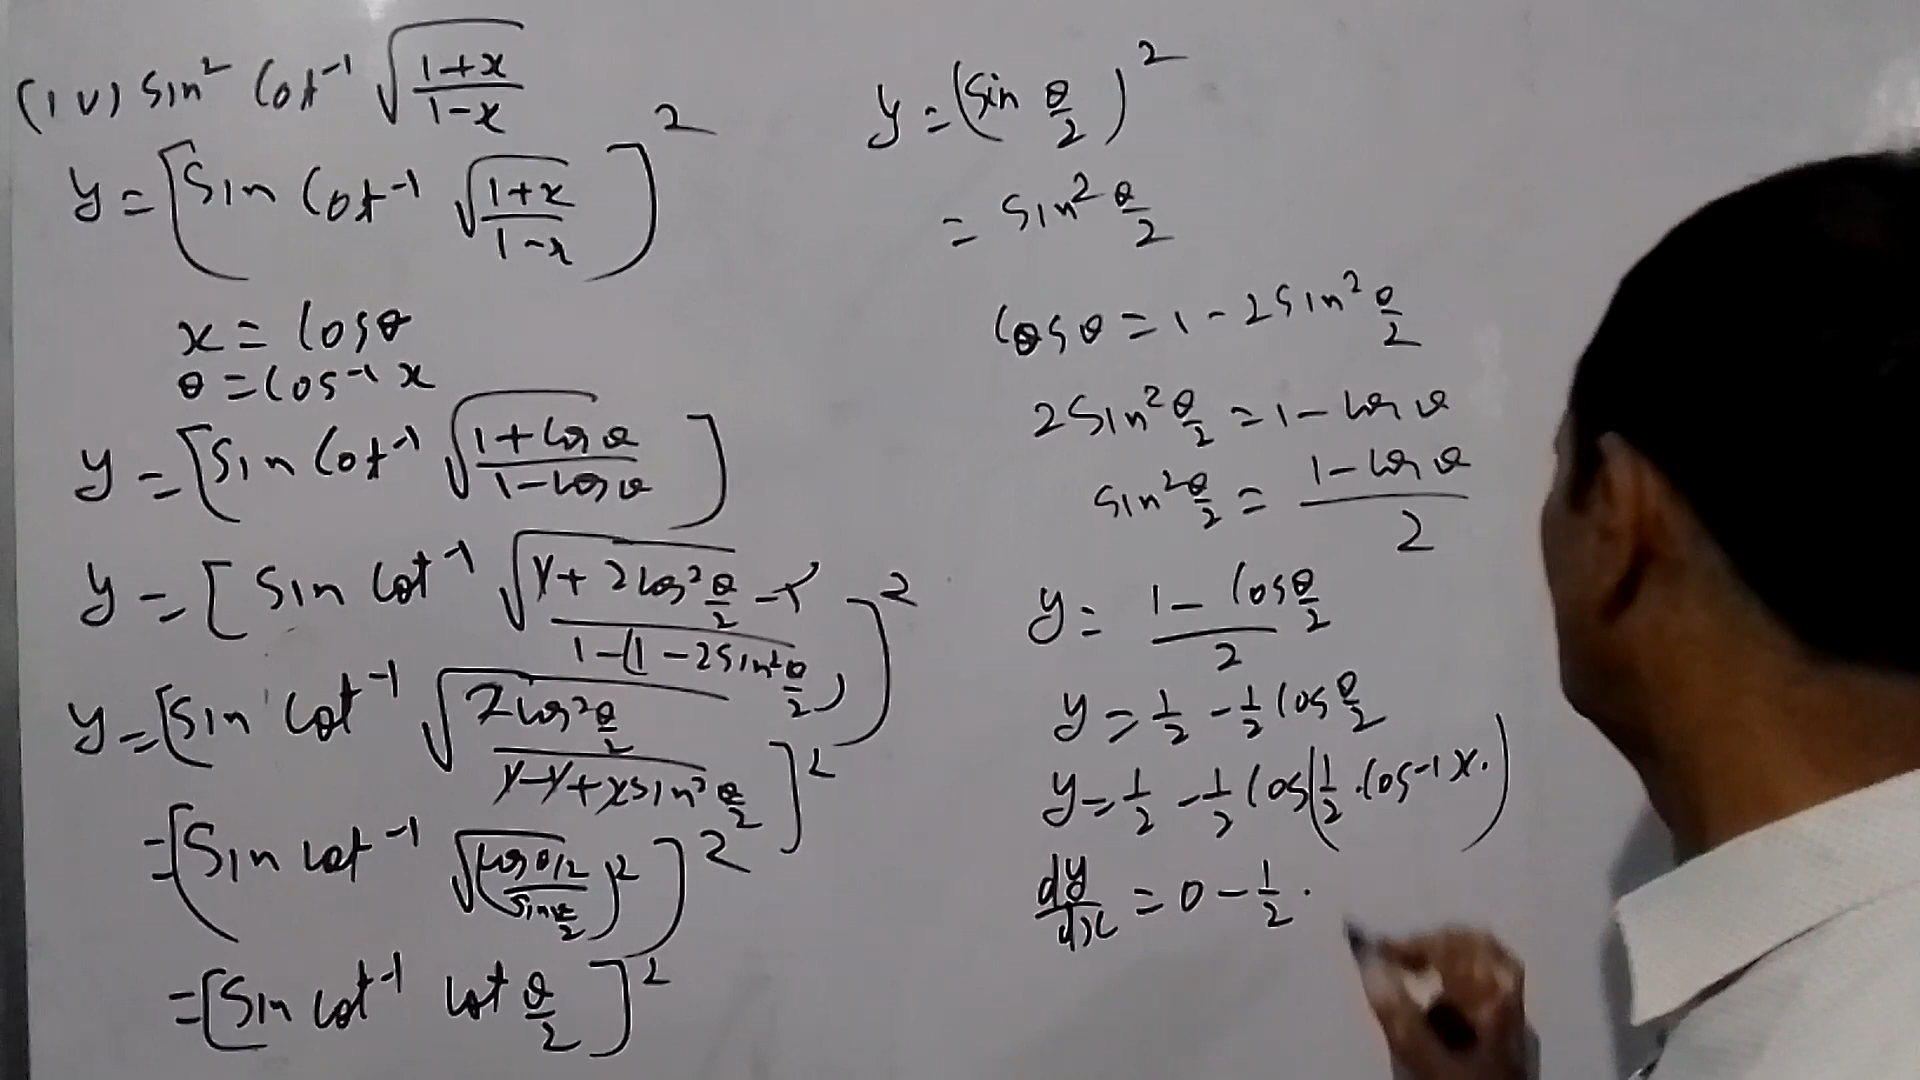 (iv) Sin² Cot⁻¹ √(1+x/1-x)
y = [Sin Cot⁻¹ √(1+x/1-x)]²
x = Cosθ
θ = Cos⁻¹ x
y = [Sin Cot⁻¹ √(1+Cosθ/1-Cosθ)]
y = [Sin Cot⁻¹ √(1+2Cos²θ/2-1/1-(1-2Sin²θ/2))]²
y = [Sin Cot⁻¹ √(2Cos²θ/2/1-1+2Sin²θ/2)]²
= [Sin Cot⁻¹ √(Cosθ/2/Sinθ/2)²]²
= [Sin Cot⁻¹ Cot θ/2]²
y = (Sin θ/2)²
= Sin² θ/2
Cosθ = 1 - 2Sin² θ/2
2Sin² θ/2 = 1 - Cosθ
Sin² θ/2 = 1 - Cosθ/2
y = 1 - Cosθ/2/2
y = 1/2 - 1/2 Cos θ/2
y = 1/2 - 1/2 Cos(1/2 . Cos⁻¹x.)
dy/dx = 0 - 1/2 .